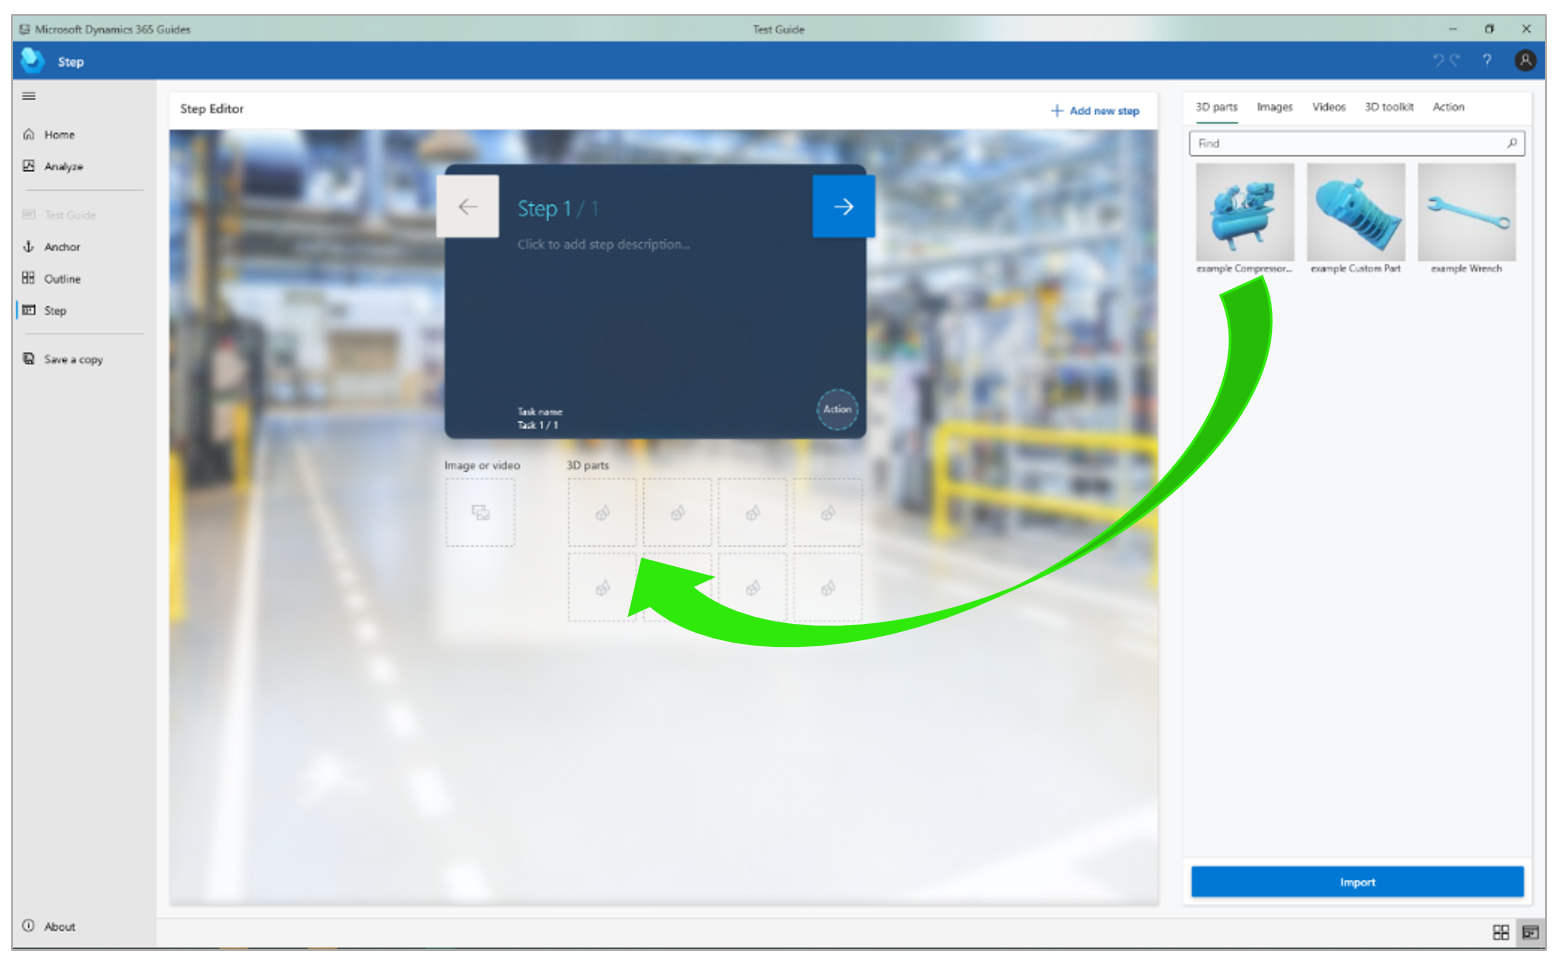 Microsoft Dynamics 365 Guides
Test Guide
Step
?
Home
Analyze
Test Guide
Anchor
Outline
Step
Save a copy
About
Step Editor
Add new step
Step 1 / 1
Click to add step description...
Task name
Task 1 / 1
Action
Image or video
3D parts
3D parts Images Videos 3D toolkit Action
Find
example Compressor...
example Custom Part
example Wrench
Import